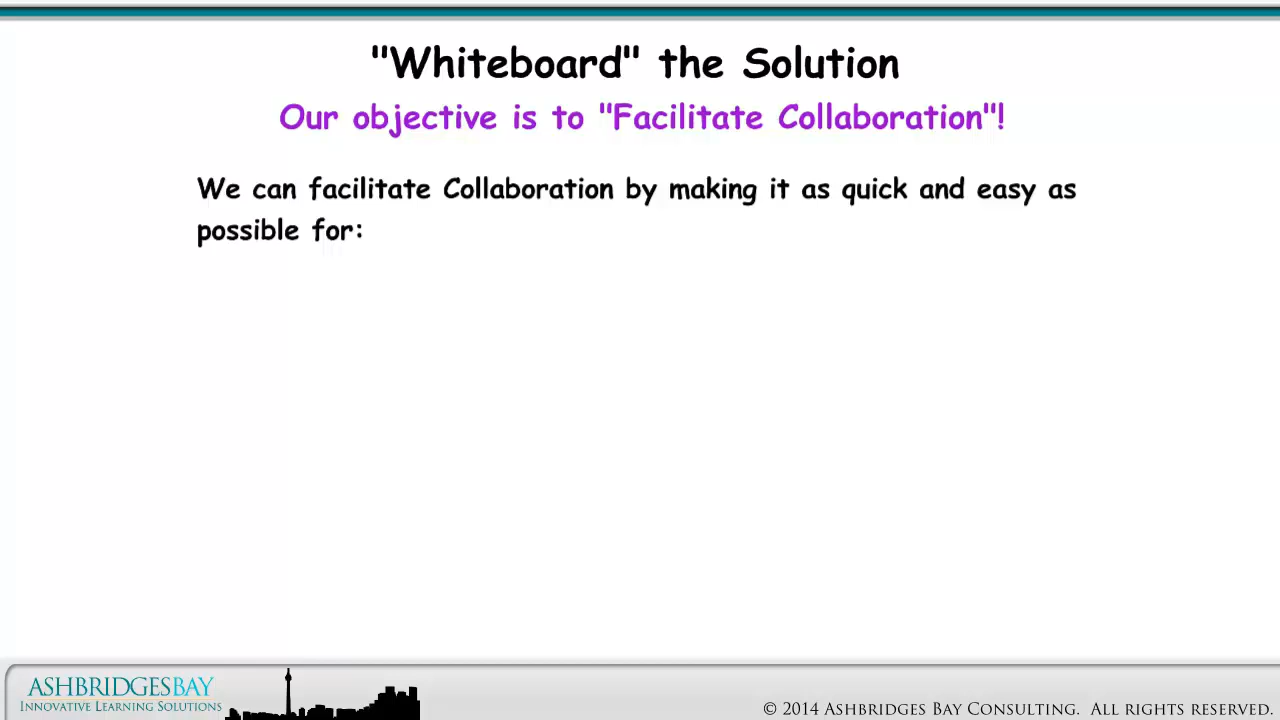 "Whiteboard" the Solution
Our objective is to "Facilitate Collaboration"!
We can facilitate Collaboration by making it as quick and easy as
possible for:
ASHBRIDGESBAY
INNOVATIVE LEARNING SOLUTIONS
© 2014 ASHBRIDGES BAY CONSULTING. ALL RIGHTS RESERVED.